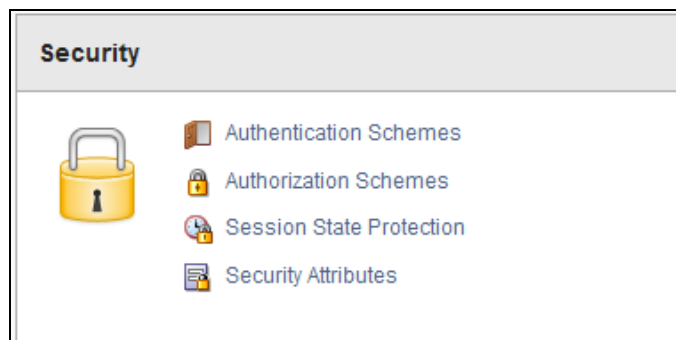 Security
Authentication Schemes
Authorization Schemes
Session State Protection
Security Attributes